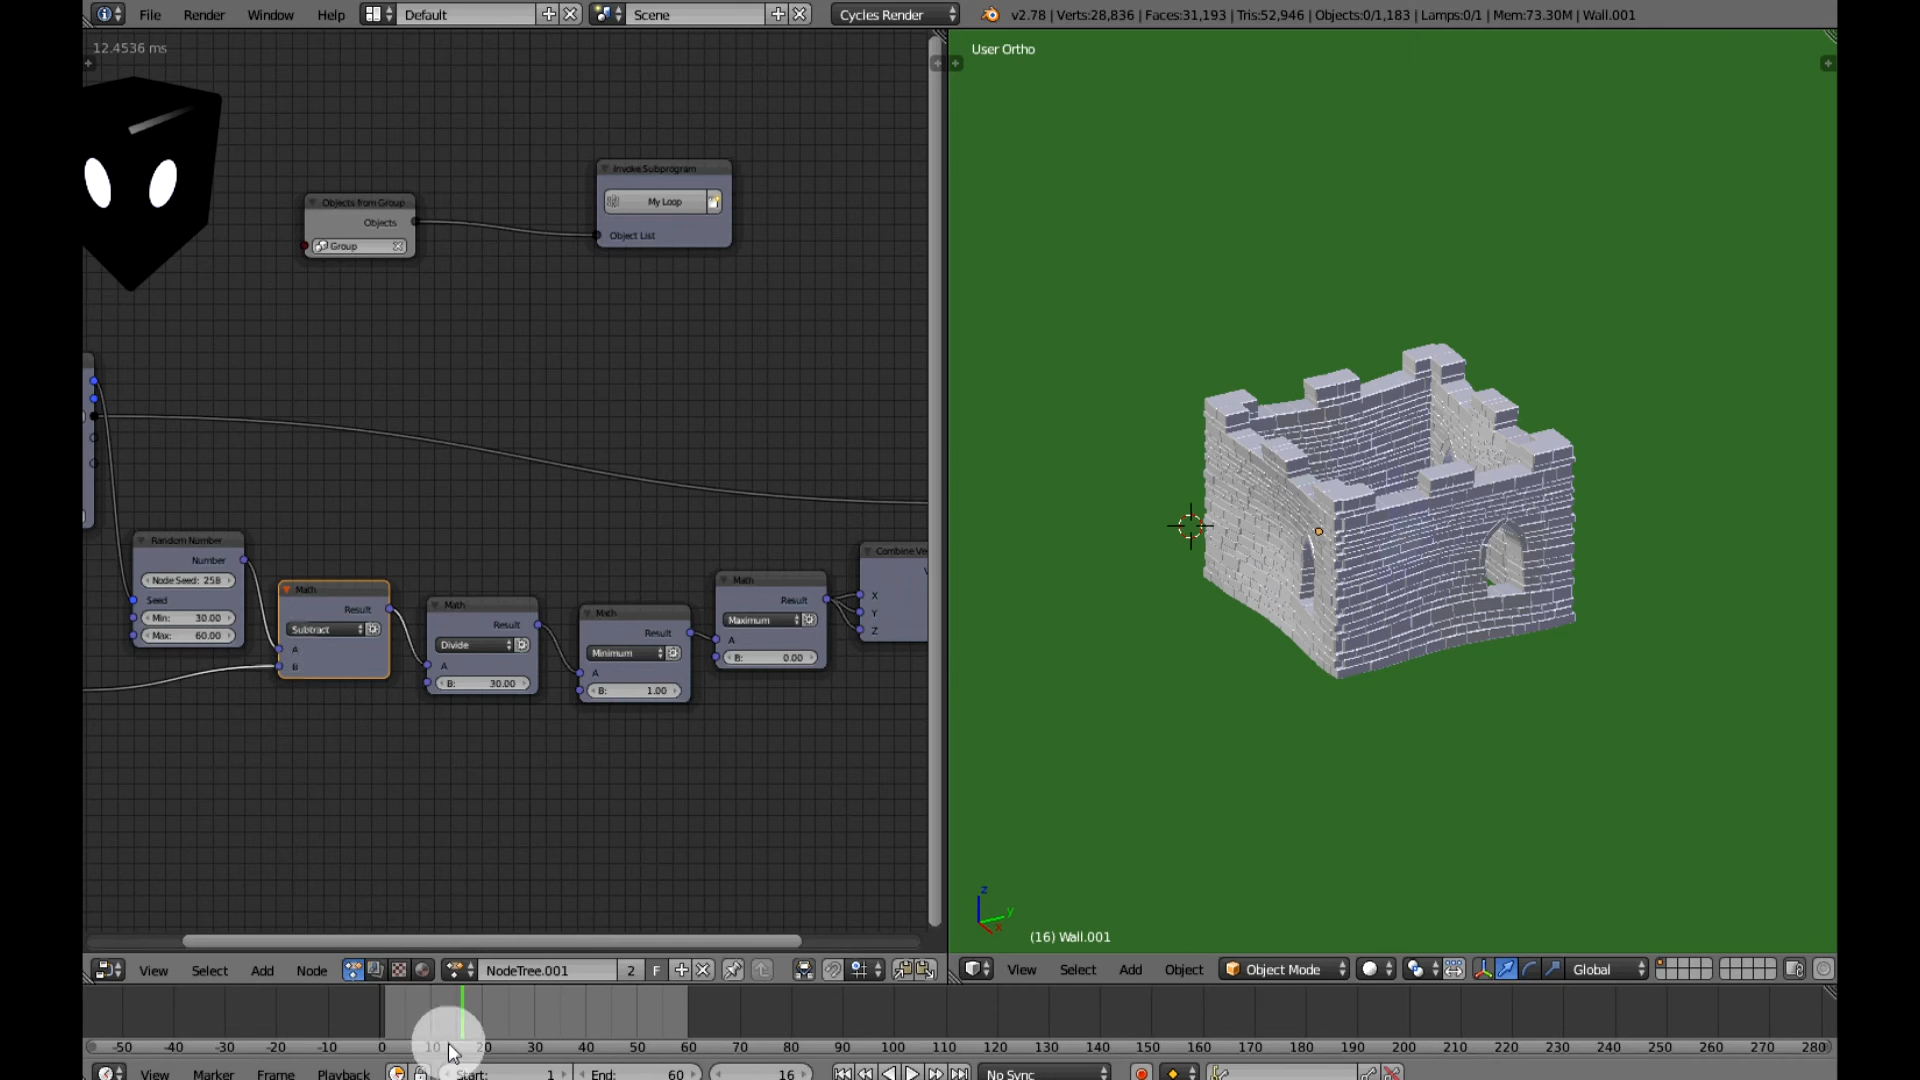 File Render Window Help Default Scene Cycles Render v2.78 | Verts:28,836 | Faces:31,193 | Tris:52,946 | Objects:0/1,183 | Lamps:0/1 | Mem:73.30M | Wall.001
12.4536 ms
User Ortho
Invoke Subprogram
My Loop
Object List
Objects from Group
Objects
Group
Random Number
Number
Node Seed: 258
Seed
Min: 30.00
Max: 60.00
Math
Result
Subtract
A
B
Math
Result
Divide
A
B: 30.00
Math
Result
Minimum
A
B: 1.00
Math
Result
Maximum
A
B: 0.00
X
Y
Z
z
y
x
(16) Wall.001
View Select Add Node NodeTree.001 2 F
View Select Add Object Object Mode Global
-50 -40 -30 -20 -10 0 10 20 30 40 50 60 70 80 90 100 110 120 130 140 150 160 170 180 190 200 210 220 230 240 250 260 270 280
View Marker Frame Playback Start: 1 End: 60 16 No Sync